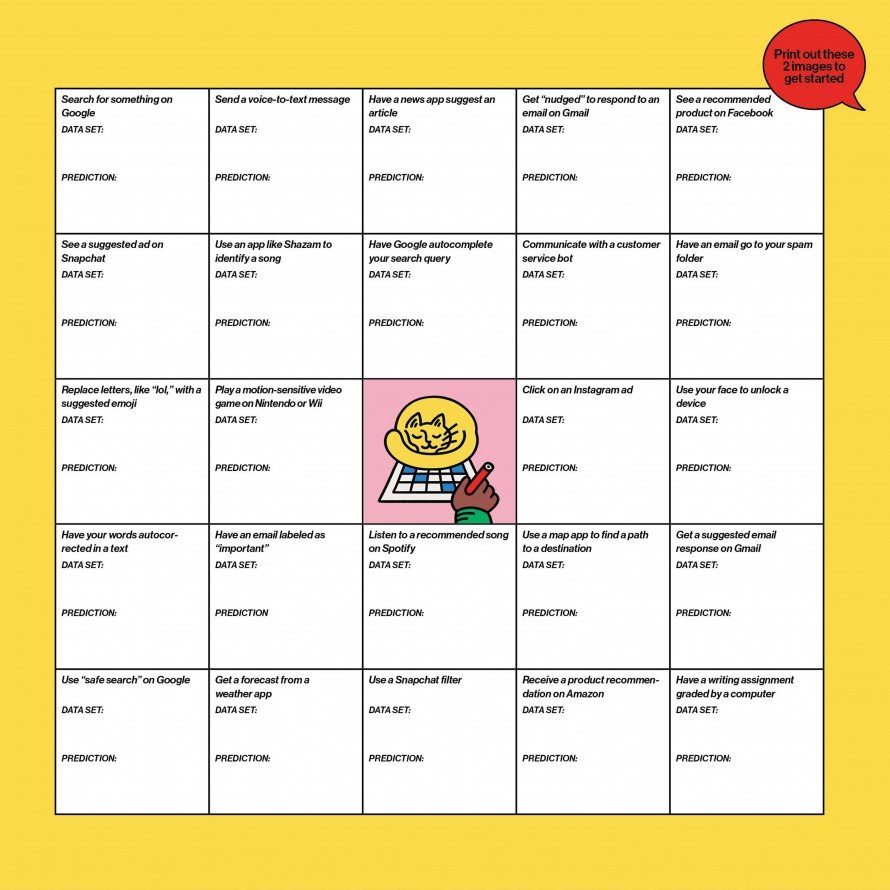 Print out these
2 images to
get started
Search for something on
Google
DATA SET:
PREDICTION:
Send a voice-to-text message
DATA SET:
PREDICTION:
Have a news app suggest an
article
DATA SET:
PREDICTION:
Get “nudged” to respond to an
email on Gmail
DATA SET:
PREDICTION:
See a recommended
product on Facebook
DATA SET:
PREDICTION:
See a suggested ad on
Snapchat
DATA SET:
PREDICTION:
Use an app like Shazam to
identify a song
DATA SET:
PREDICTION:
Have Google autocomplete
your search query
DATA SET:
PREDICTION:
Communicate with a customer
service bot
DATA SET:
PREDICTION:
Have an email go to your spam
folder
DATA SET:
PREDICTION:
Replace letters, like “lol,” with a
suggested emoji
DATA SET:
PREDICTION:
Play a motion-sensitive video
game on Nintendo or Wii
DATA SET:
PREDICTION:
Click on an Instagram ad
DATA SET:
PREDICTION:
Use your face to unlock a
device
DATA SET:
PREDICTION:
Have your words autocor-
rected in a text
DATA SET:
PREDICTION:
Have an email labeled as
“important”
DATA SET:
PREDICTION
Listen to a recommended song
on Spotify
DATA SET:
PREDICTION:
Use a map app to find a path
to a destination
DATA SET:
PREDICTION:
Get a suggested email
response on Gmail
DATA SET:
PREDICTION:
Use “safe search” on Google
DATA SET:
PREDICTION:
Get a forecast from a
weather app
DATA SET:
PREDICTION:
Use a Snapchat filter
DATA SET:
PREDICTION:
Receive a product recommen-
dation on Amazon
DATA SET:
PREDICTION:
Have a writing assignment
graded by a computer
DATA SET:
PREDICTION: